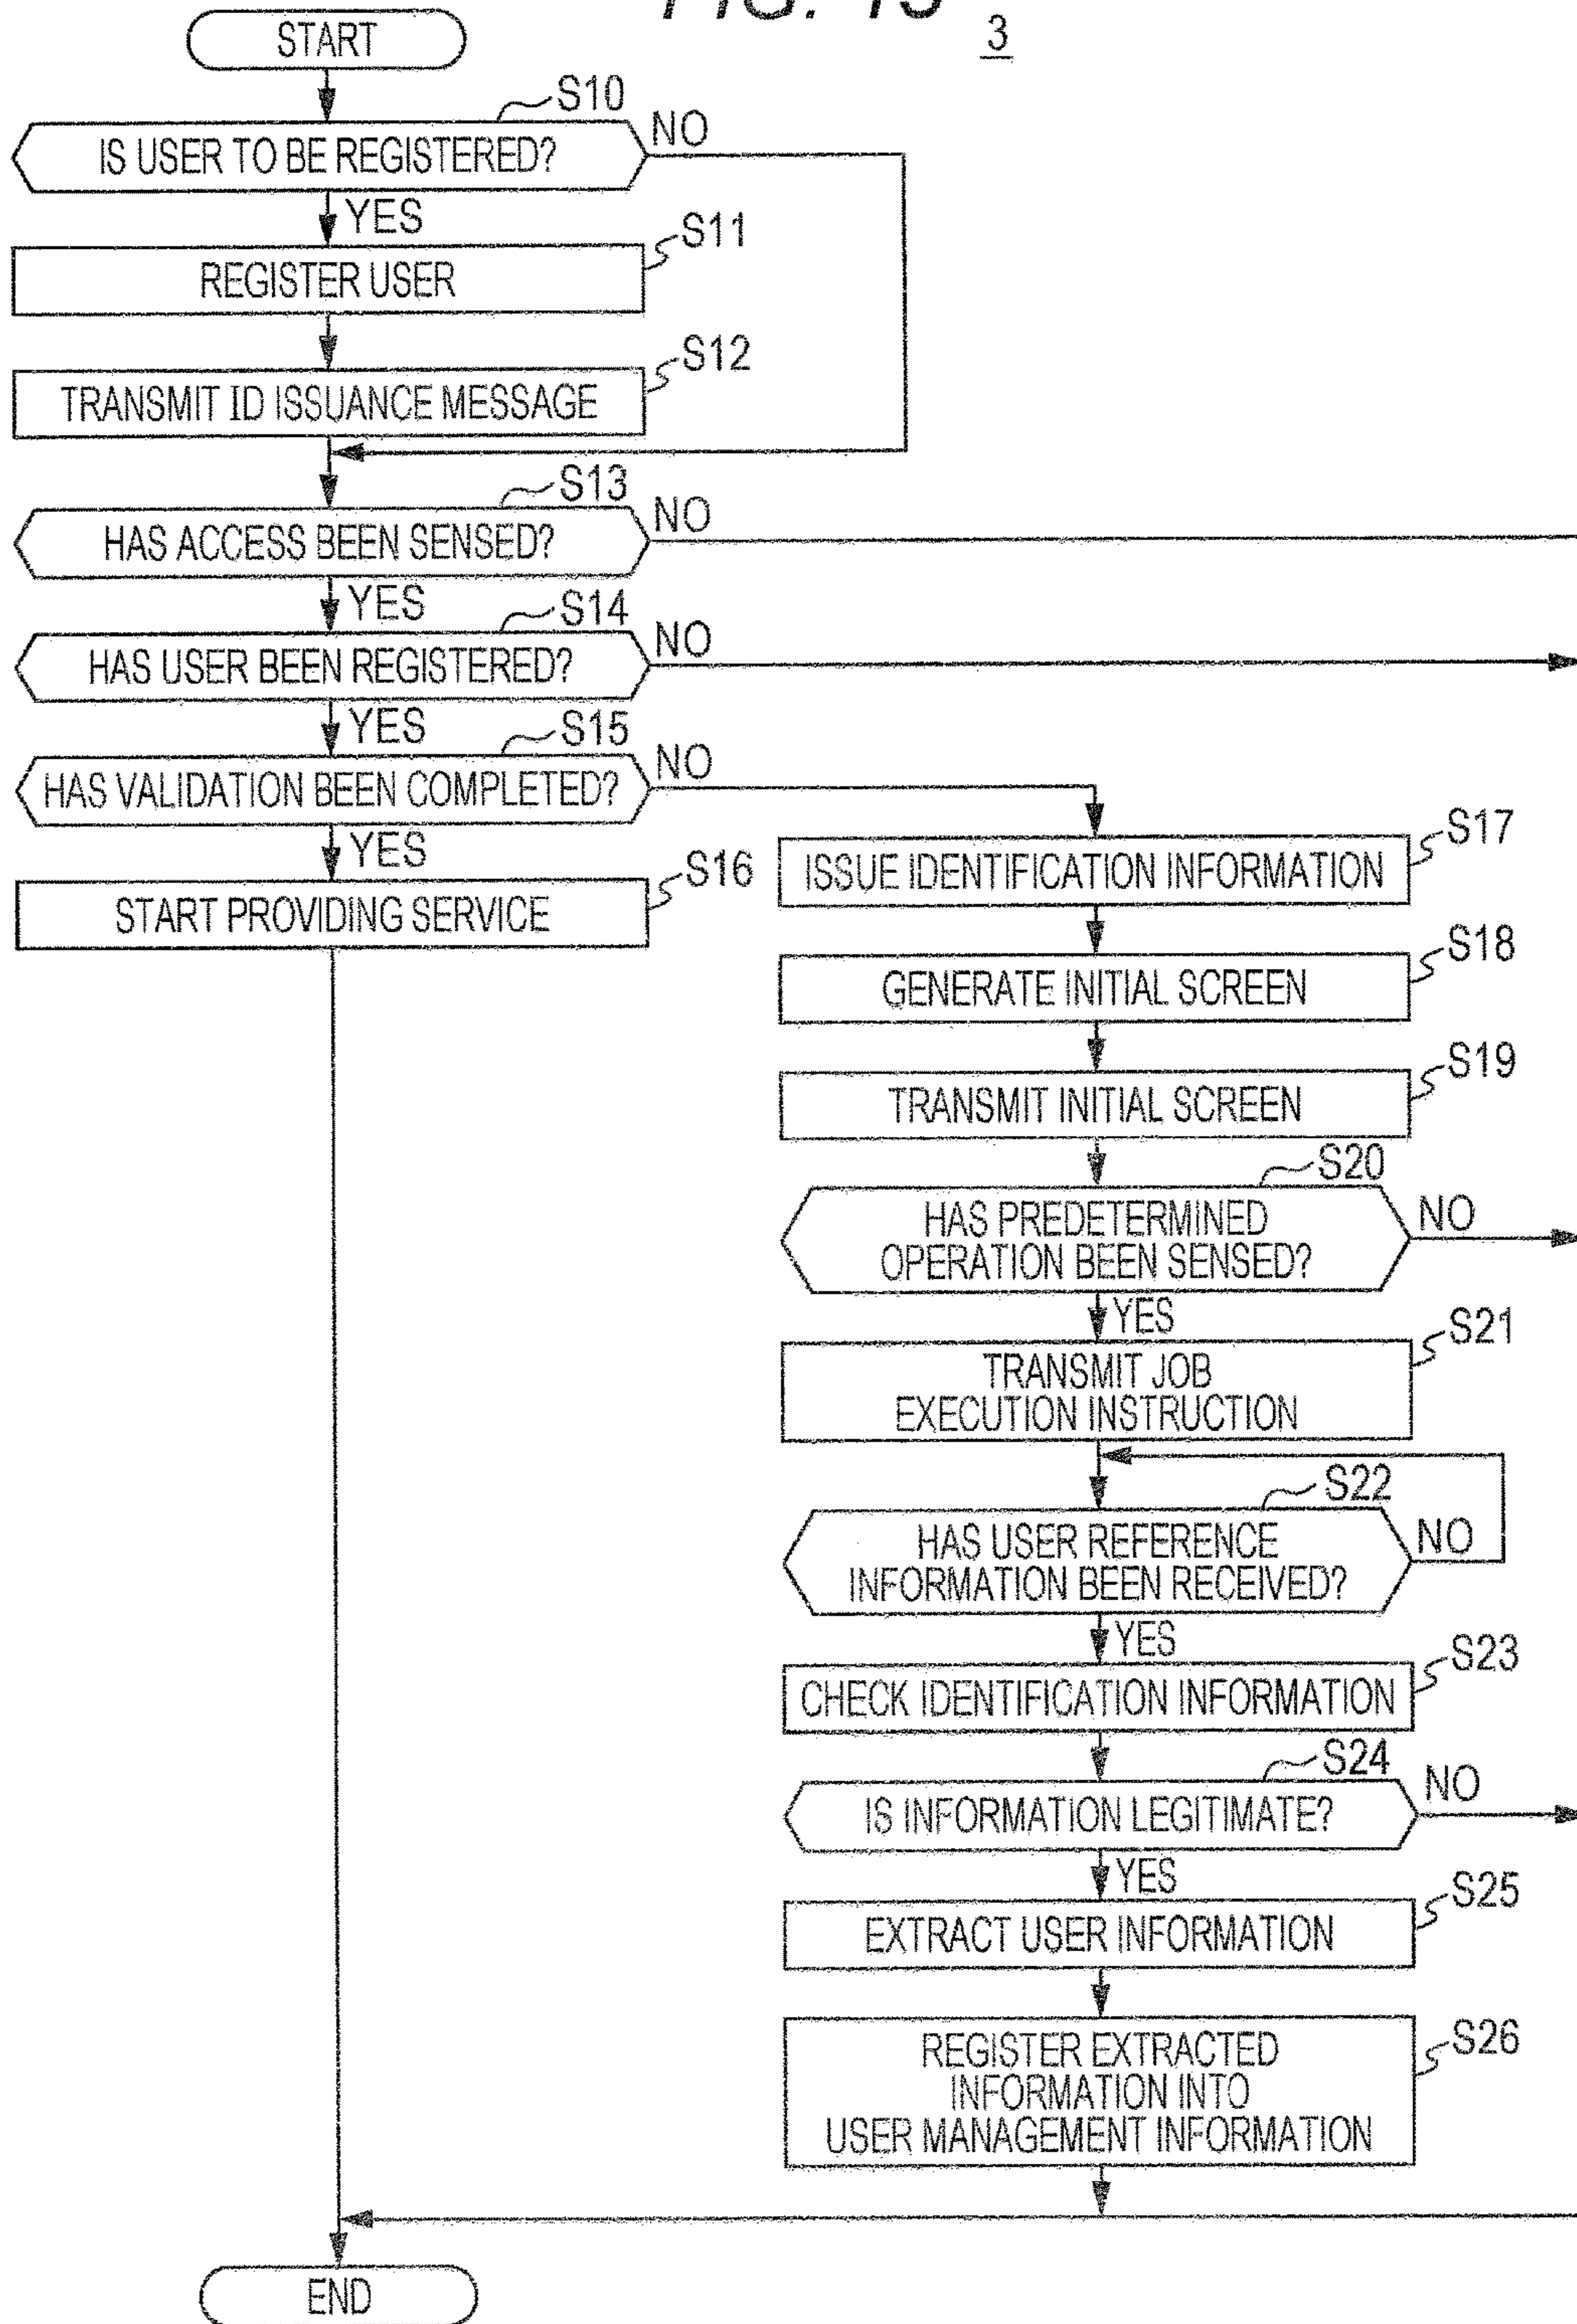 FIG. 13
3
START
S10
IS USER TO BE REGISTERED?
NO
YES
S11
REGISTER USER
S12
TRANSMIT ID ISSUANCE MESSAGE
S13
HAS ACCESS BEEN SENSED?
NO
YES
S14
HAS USER BEEN REGISTERED?
NO
YES
S15
HAS VALIDATION BEEN COMPLETED?
NO
YES
S16
START PROVIDING SERVICE
S17
ISSUE IDENTIFICATION INFORMATION
S18
GENERATE INITIAL SCREEN
S19
TRANSMIT INITIAL SCREEN
S20
HAS PREDETERMINED
OPERATION BEEN SENSED?
NO
YES
S21
TRANSMIT JOB
EXECUTION INSTRUCTION
S22
HAS USER REFERENCE
INFORMATION BEEN RECEIVED?
NO
YES
S23
CHECK IDENTIFICATION INFORMATION
S24
IS INFORMATION LEGITIMATE?
NO
YES
S25
EXTRACT USER INFORMATION
S26
REGISTER EXTRACTED
INFORMATION INTO
USER MANAGEMENT INFORMATION
END